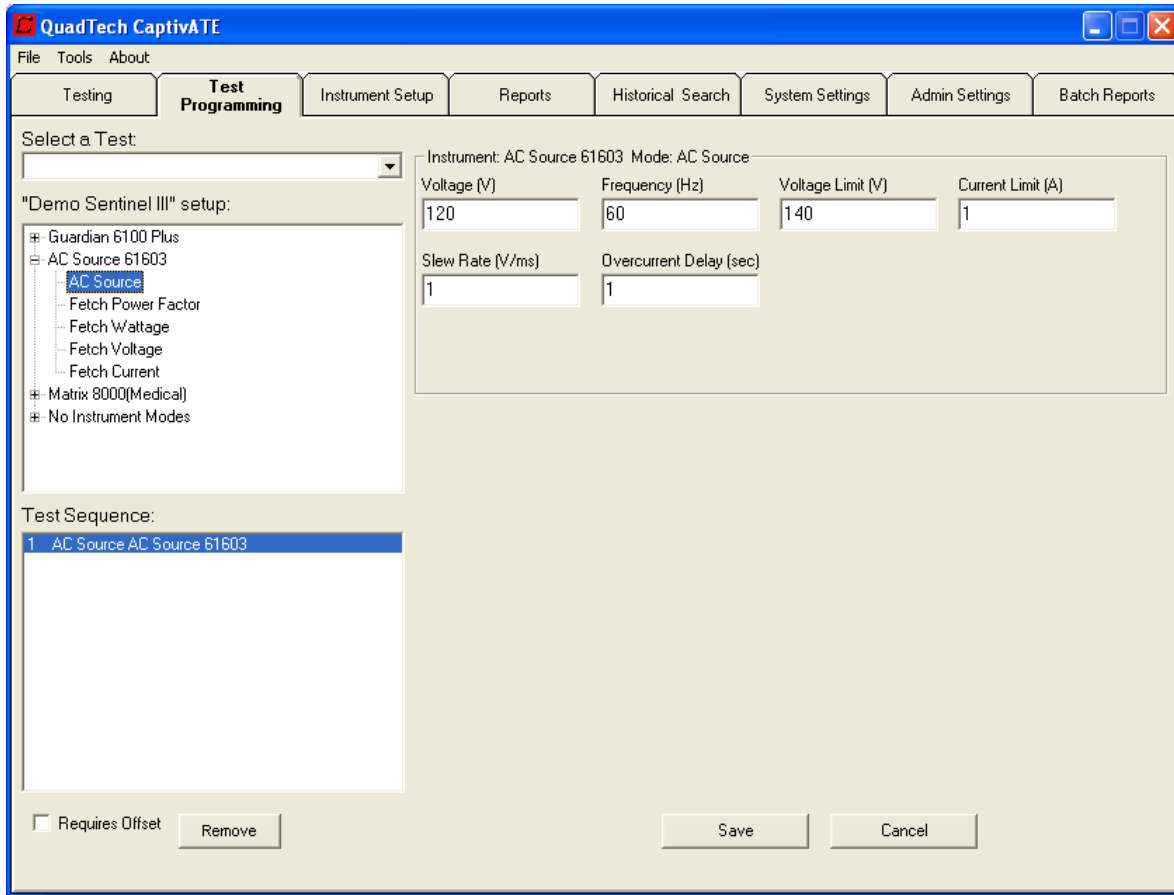 QuadTech CaptivATE
File Tools About
Testing
Test Programming
Instrument Setup
Reports
Historical Search
System Settings
Admin Settings
Batch Reports
Select a Test:
"Demo Sentinel III" setup:
Guardian 6100 Plus
AC Source 61603
AC Source
Fetch Power Factor
Fetch Wattage
Fetch Voltage
Fetch Current
Matrix 8000(Medical)
No Instrument Modes
Instrument: AC Source 61603 Mode: AC Source
Voltage (V) Frequency (Hz) Voltage Limit (V) Current Limit (A)
120 60 140 1
Slew Rate (V/ms) Overcurrent Delay (sec)
1 1
Test Sequence:
1 AC Source AC Source 61603
Requires Offset
Remove
Save
Cancel